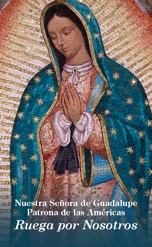 Nuestra Señora de Guadalupe
Patrona de las Américas
Ruega por Nosotros